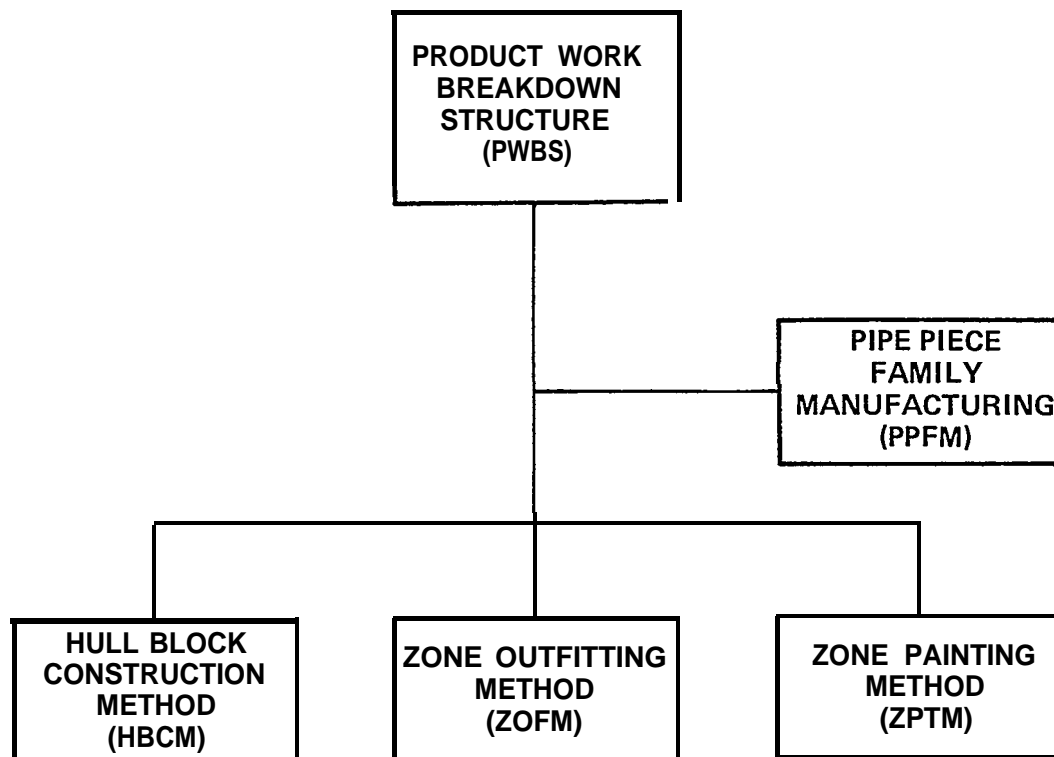 PRODUCT WORK
BREAKDOWN
STRUCTURE
(PWBS)
PIPE PIECE
FAMILY
MANUFACTURING
(PPFM)
HULL BLOCK
CONSTRUCTION
METHOD
(HBCM)
ZONE OUTFITTING
METHOD
(ZOFM)
ZONE PAINTING
METHOD
(ZPTM)